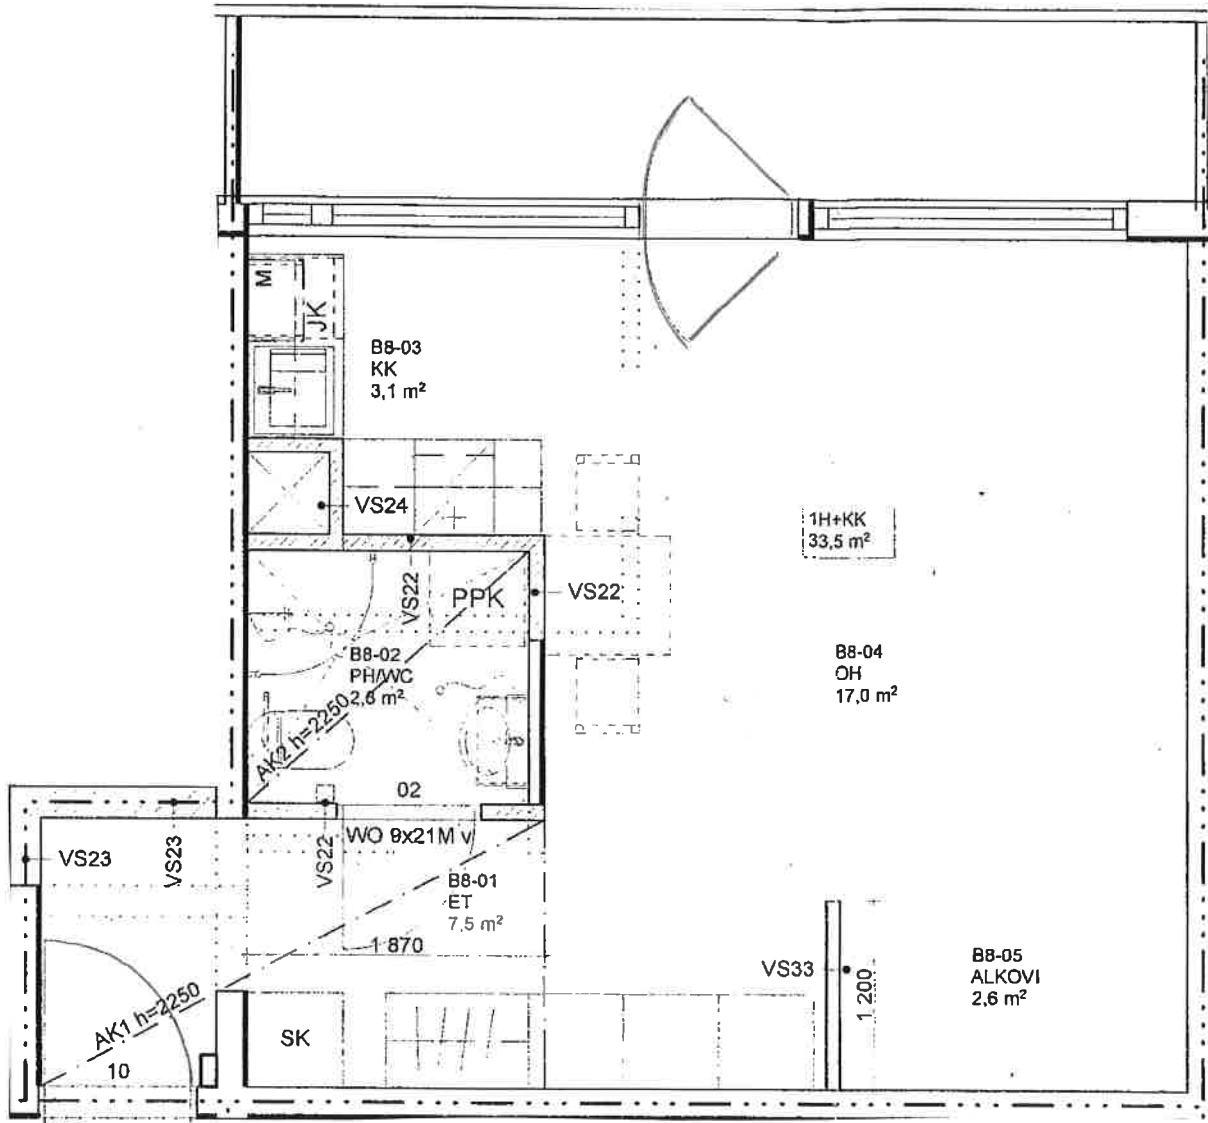 M
JK
B8-03
KK
3,1 m²
VS24
1H+KK
33,5 m²
VS22
PPK
VS22
B8-02
PH/WC
2,6 m²
B8-04
OH
17,0 m²
AK2 h=2250
02
WO 9x21M v
VS23
VS23
VS22
B8-01
ET
7,5 m²
1 870
VS33
1 200
B8-05
ALKOVI
2,6 m²
AK1 h=2250
SK
10